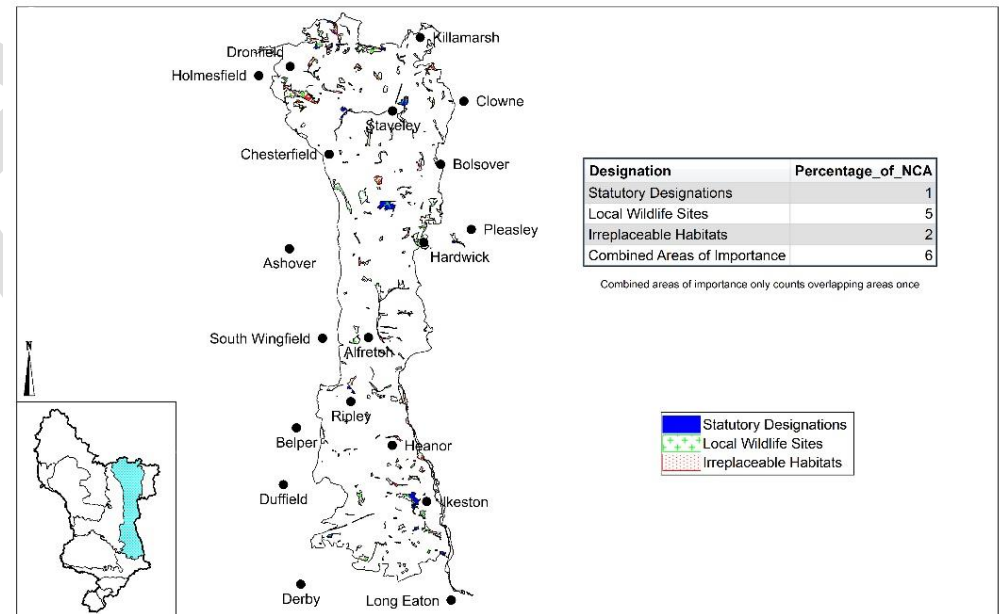 Killamarsh
Dronfield
Holmesfield
Clowne
Staveley
Chesterfield
Bolsover
Designation Percentage_of_NCA
Statutory Designations 1
Local Wildlife Sites 5
Irreplaceable Habitats 2
Combined Areas of Importance 6
Combined areas of importance only counts overlapping areas once
Pleasley
Ashover
Hardwick
South Wingfield
Alfreton
N
Ripley
Belper
Heanor
Statutory Designations
Local Wildlife Sites
Irreplaceable Habitats
Duffield
Ilkeston
Derby
Long Eaton